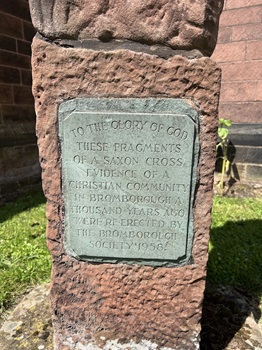 TO THE GLORY OF GOD
THESE FRAGMENTS
OF A SAXON CROSS,
EVIDENCE OF A
CHRISTIAN COMMUNITY
IN BROMBOROUGH A
THOUSAND YEARS AGO
WERE RE-ERECTED BY
THE BROMBOROUGH
SOCIETY 1958.